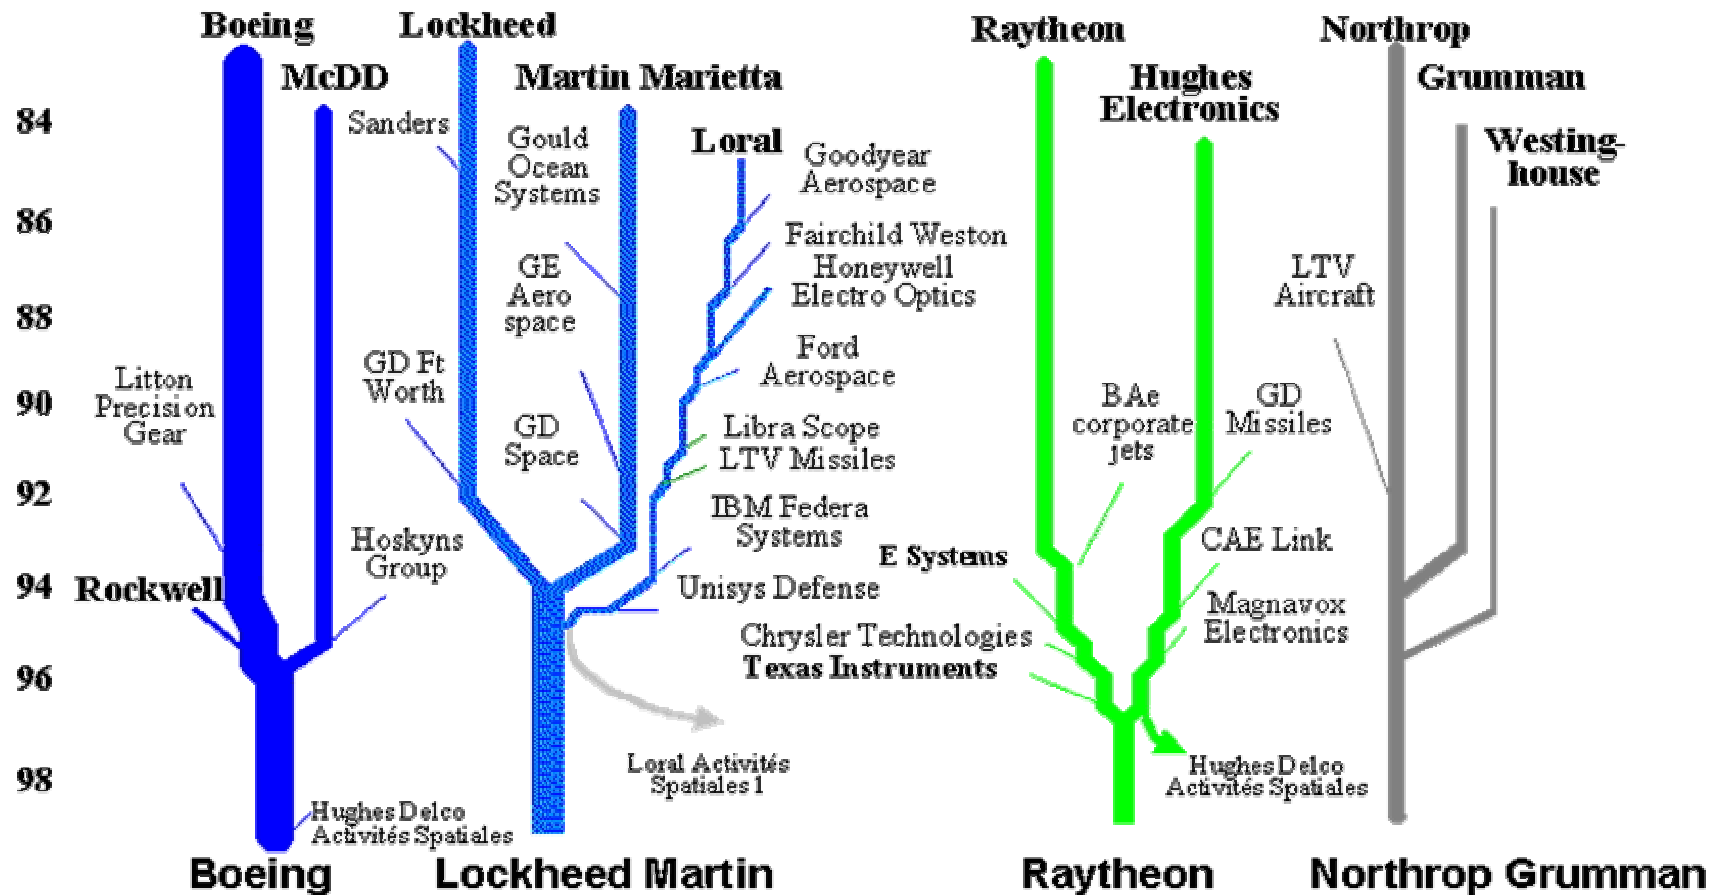 Boeing
Lockheed
Raytheon
Northrop
McDD
Martin Marietta
Hughes
Electronics
Grumman
84
Sanders
Gould
Ocean
Systems
Loral
Goodyear
Aerospace
Westing-
house
86
Fairchild Weston
GE
Aero
space
Honeywell
Electro Optics
LTV
Aircraft
88
GD Ft
Worth
Ford
Aerospace
Litton
Precision
Gear
90
BAe
corporate
jets
GD
Missiles
GD
Space
Libra Scope
LTV Missiles
92
IBM Federa
Systems
Hoskyns
Group
E Systems
CAE Link
94
Rockwell
Unisys Defense
Magnavox
Electronics
Chrysler Technologies
Texas Instruments
96
Loral Activités
Spatiales 1
Hughes Delco
Activités Spatiales
98
Hughes Delco
Activités Spatiales
Boeing
Lockheed Martin
Raytheon
Northrop Grumman